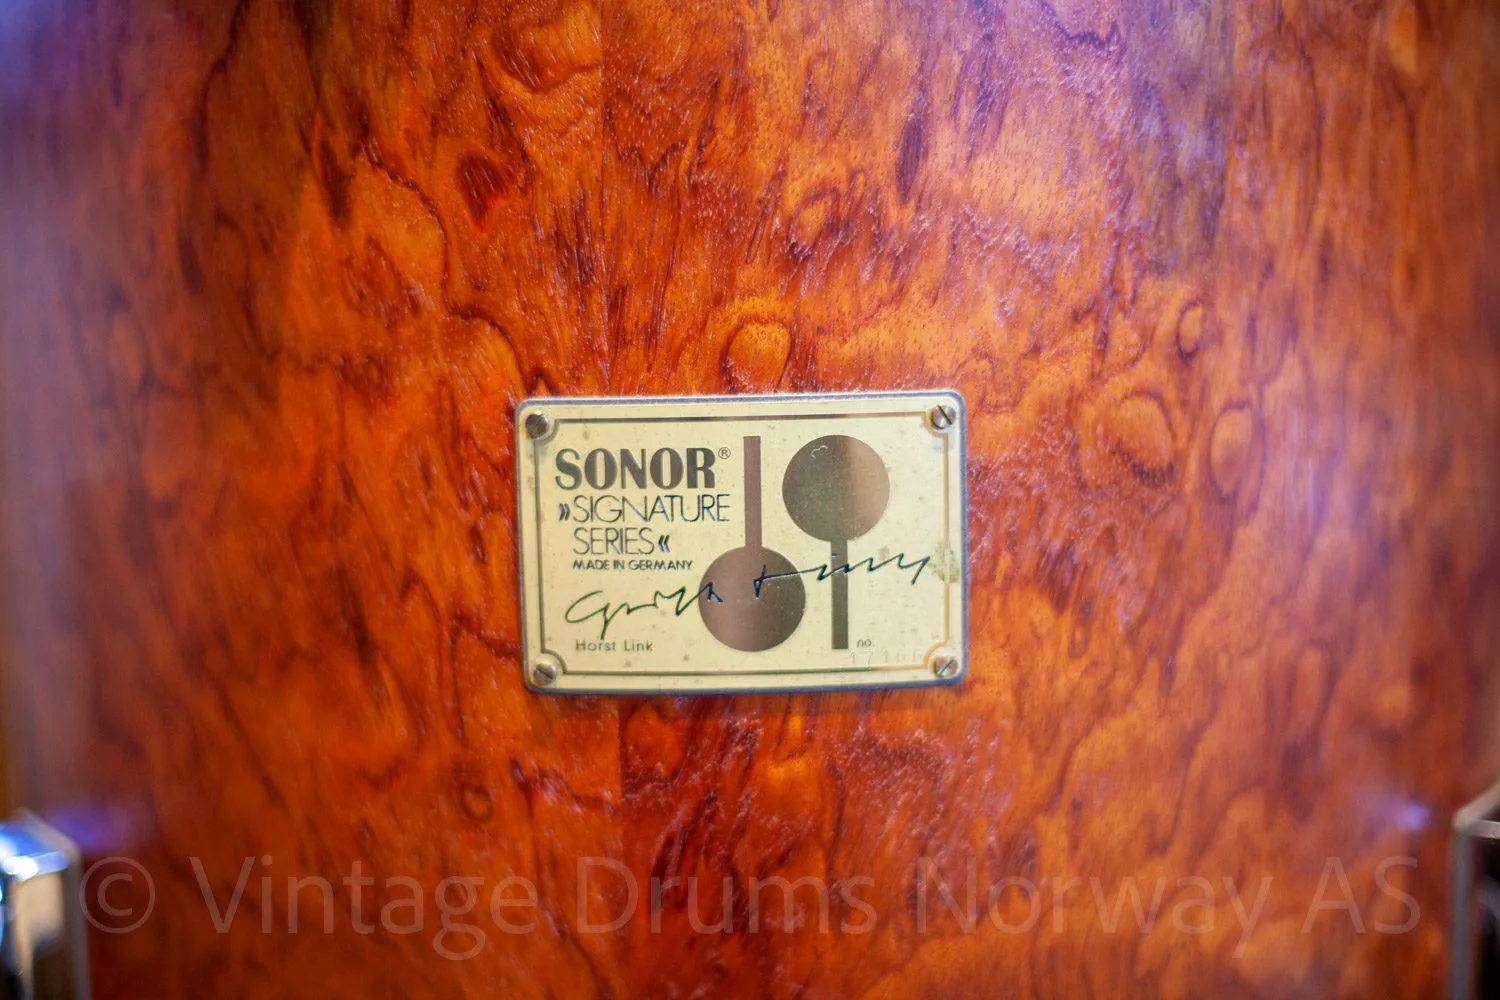 SONOR®
»SIGNATURE
SERIES«
MADE IN GERMANY
Horst Link
no.
© Vintage Drums Norway AS